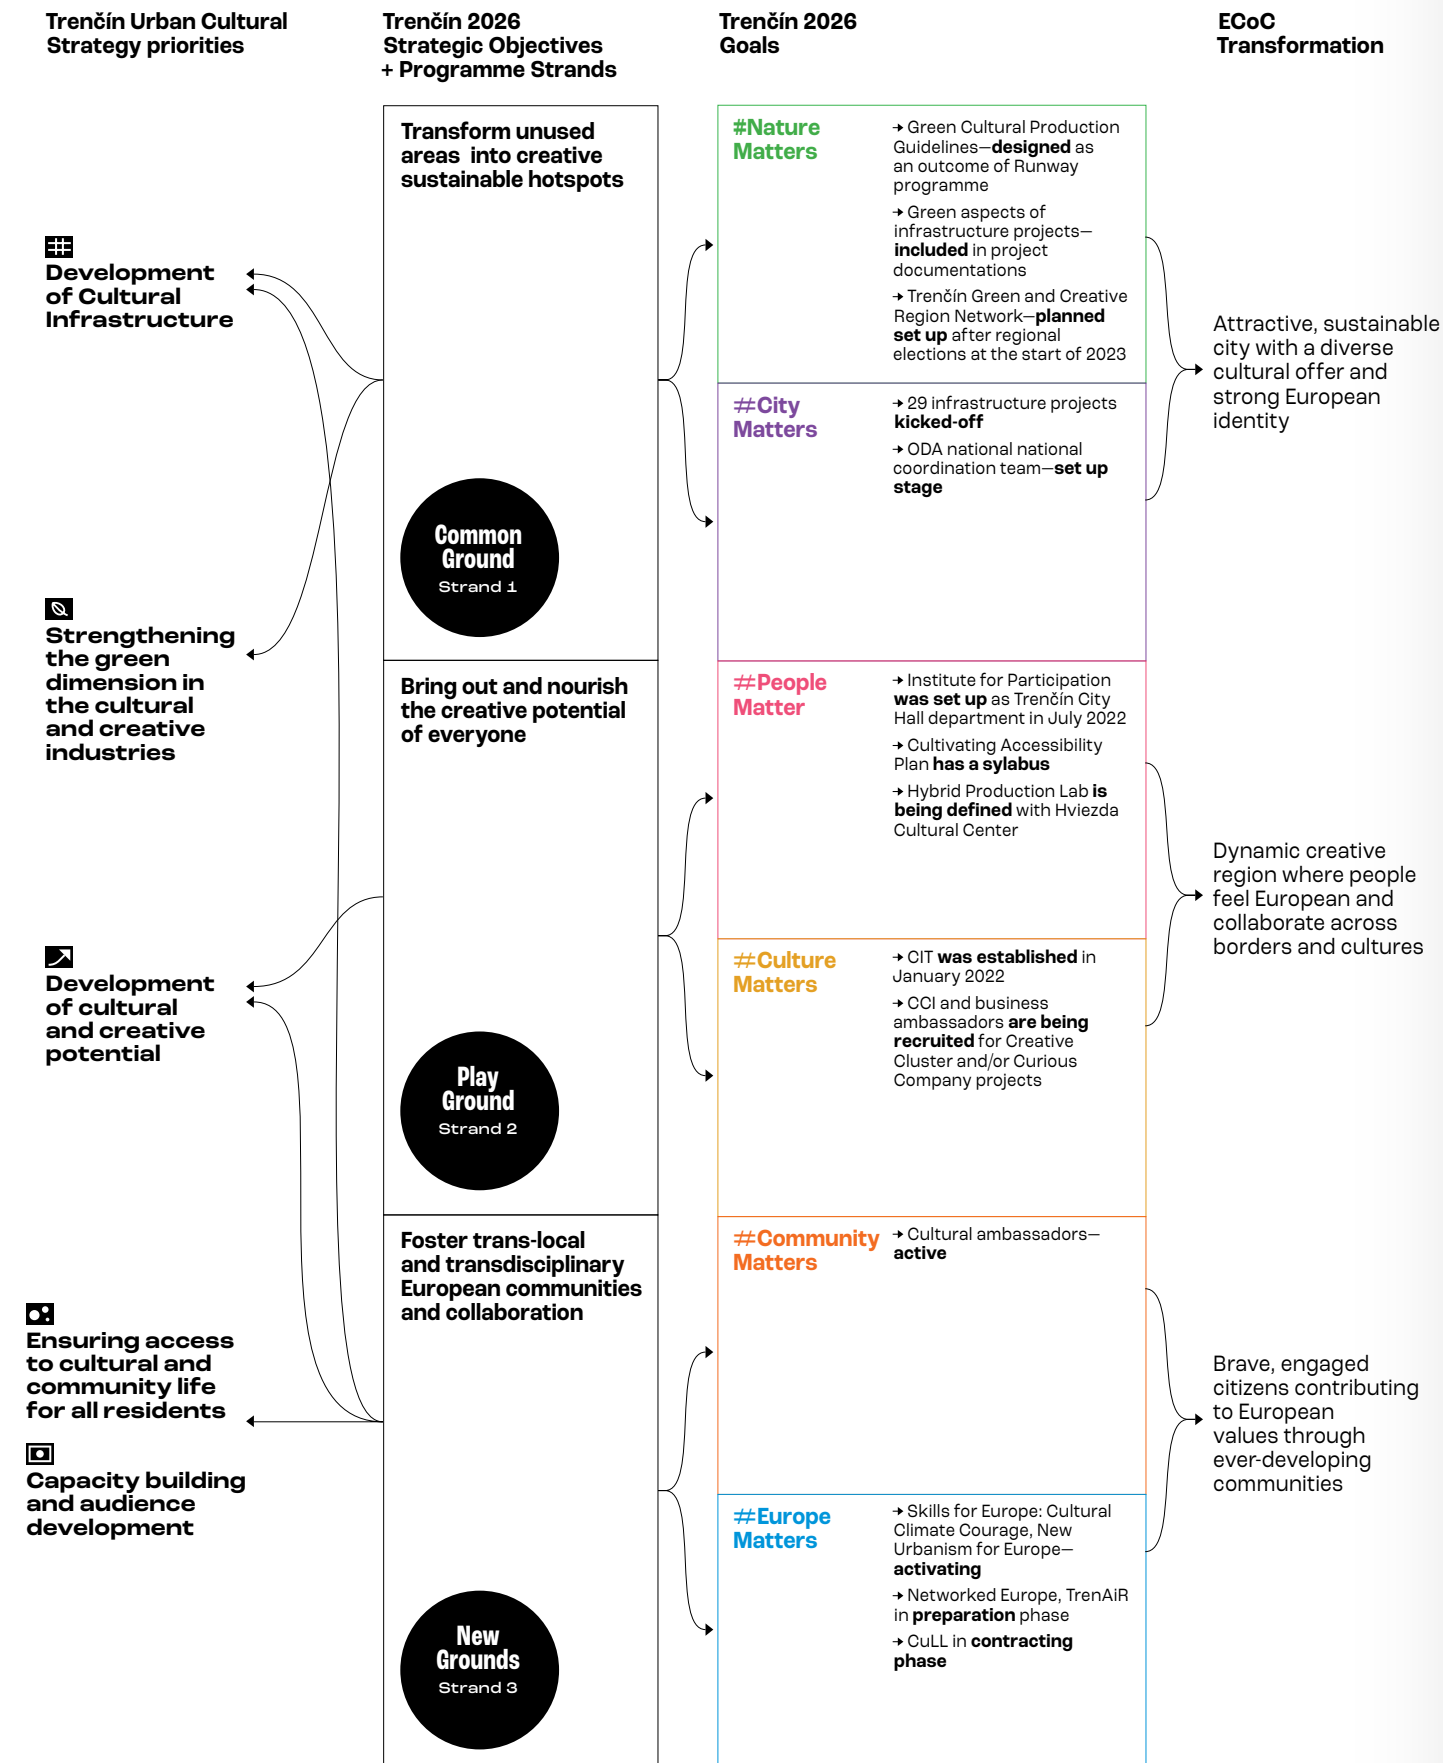 Trenčín Urban Cultural
Strategy priorities
Trenčín 2026
Strategic Objectives
+ Programme Strands
Trenčín 2026
Goals
ECoC
Transformation
Development
of Cultural
Infrastructure
Strengthening
the green
dimension in
the cultural
and creative
industries
Development
of cultural
and creative
potential
Ensuring access
to cultural and
community life
for all residents
Capacity building
and audience
development
Transform unused
areas into creative
sustainable hotspots
Common
Ground
Strand 1
Bring out and nourish
the creative potential
of everyone
Play
Ground
Strand 2
Foster trans-local
and transdisciplinary
European communities
and collaboration
New
Grounds
Strand 3
#Nature
Matters
→ Green Cultural Production
Guidelines—designed as
an outcome of Runway
programme
→ Green aspects of
infrastructure projects—
included in project
documentations
→ Trenčín Green and Creative
Region Network—planned
set up after regional
elections at the start of 2023
#City
Matters
→ 29 infrastructure projects
kicked-off
→ ODA national national
coordination team—set up
stage
#People
Matter
→ Institute for Participation
was set up as Trenčín City
Hall department in July 2022
→ Cultivating Accessibility
Plan has a sylabus
→ Hybrid Production Lab is
being defined with Hviezda
Cultural Center
#Culture
Matters
→ CIT was established in
January 2022
→ CCI and business
ambassadors are being
recruited for Creative
Cluster and/or Curious
Company projects
#Community
Matters
→ Cultural ambassadors—
active
#Europe
Matters
→ Skills for Europe: Cultural
Climate Courage, New
Urbanism for Europe—
activating
→ Networked Europe, TrenAiR
in preparation phase
→ CuLL in contracting
phase
Attractive, sustainable
city with a diverse
cultural offer and
strong European
identity
Dynamic creative
region where people
feel European and
collaborate across
borders and cultures
Brave, engaged
citizens contributing
to European
values through
ever-developing
communities